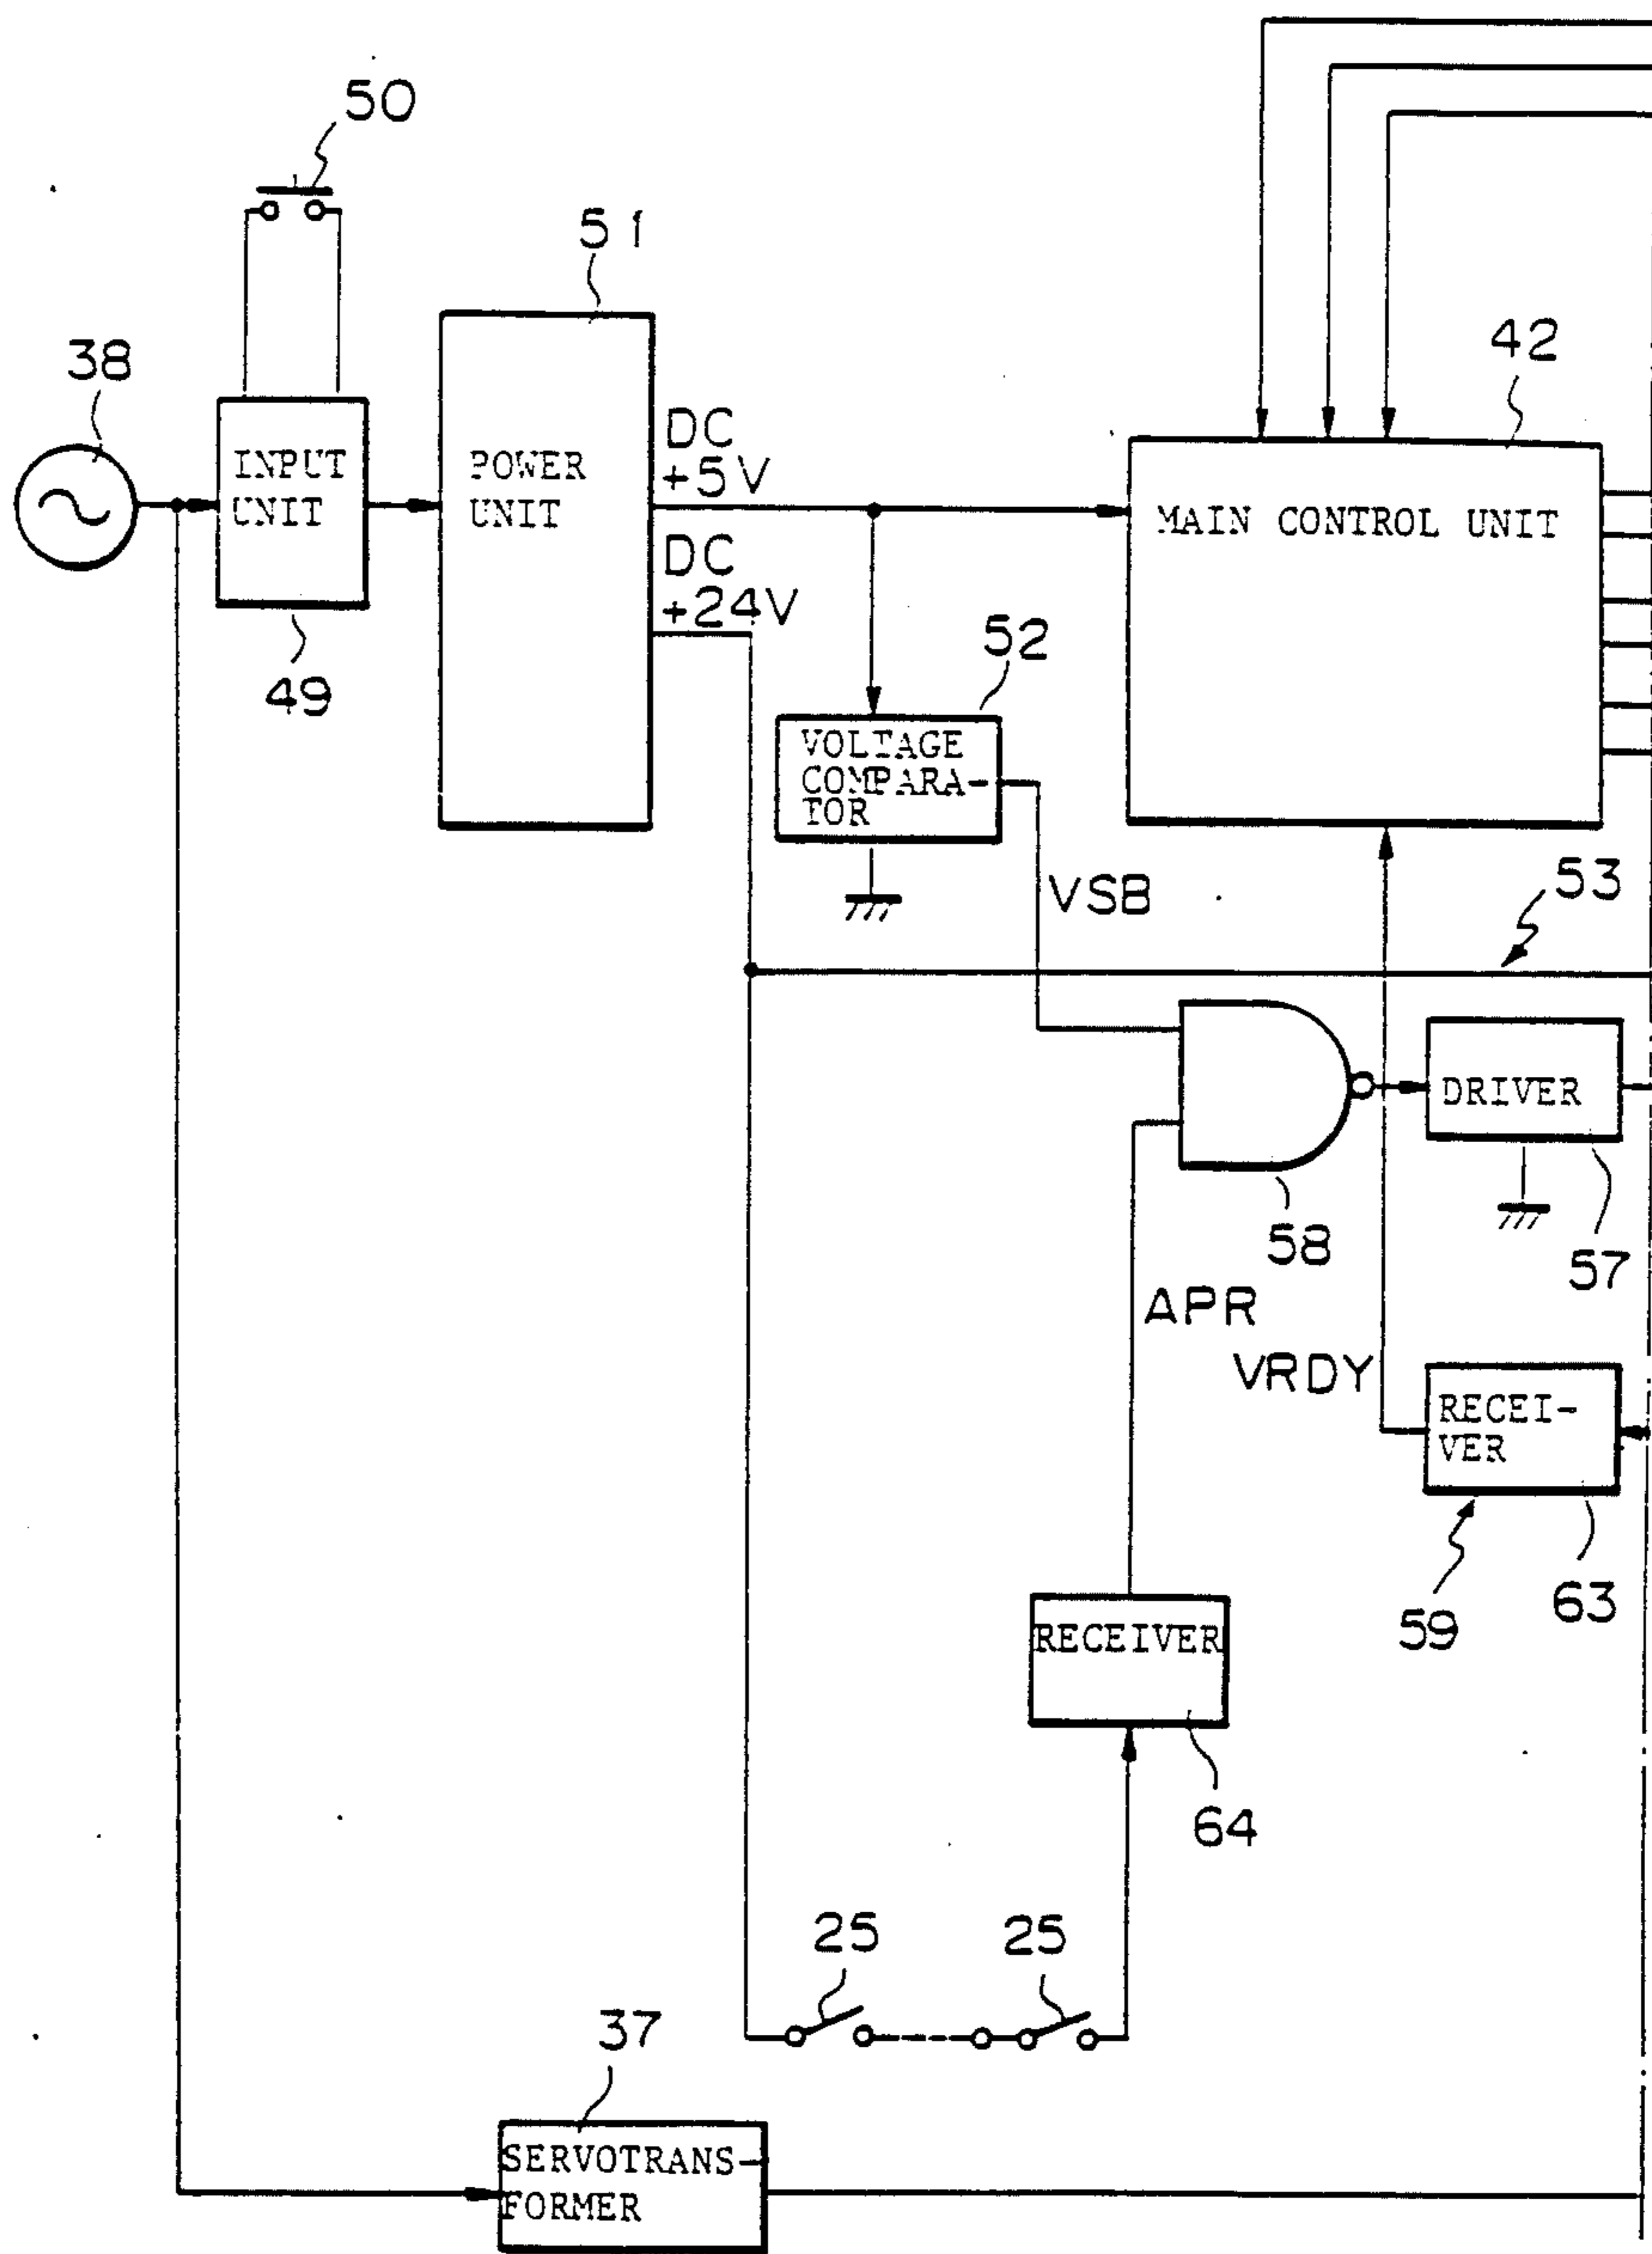 50
51
38
42
INPUT
UNIT
POWER
UNIT
DC
+5V
MAIN CONTROL UNIT
DC
+24V
49
52
VOLTAGE
COMPARA-
TOR
VSB
53
DRIVER
58
57
APR
VRDY
RECEI-
VER
59
63
RECEIVER
64
25
25
37
SERVOTRANS-
FORMER